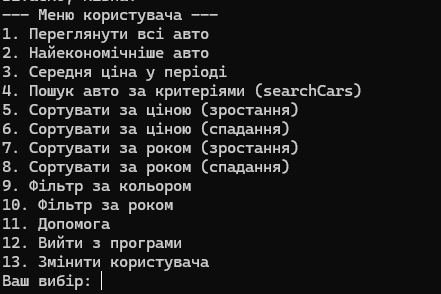 --- Меню користувача ---
1. Переглянути всі авто
2. Найекономічніше авто
3. Середня ціна у періоді
4. Пошук авто за критеріями (searchCars)
5. Сортувати за ціною (зростання)
6. Сортувати за ціною (спадання)
7. Сортувати за роком (зростання)
8. Сортувати за роком (спадання)
9. Фільтр за кольором
10. Фільтр за роком
11. Допомога
12. Вийти з програми
13. Змінити користувача
Ваш вибір: